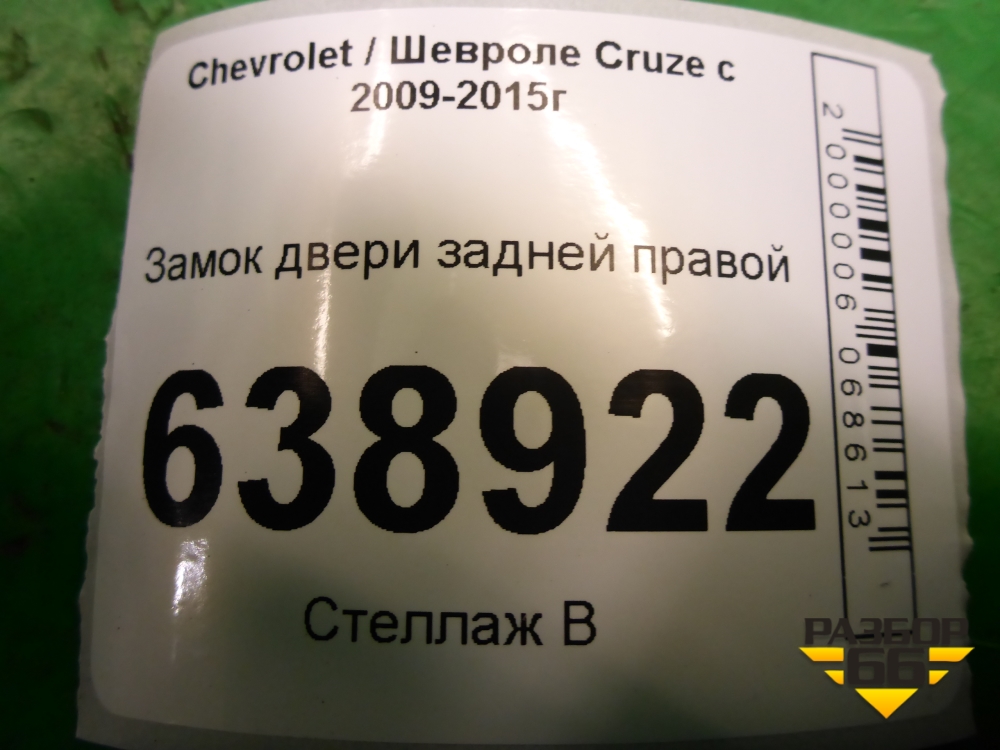 Chevrolet / Шевроле Cruze с
2009-2015г
Замок двери задней правой
638922
Стеллаж В
2000006068613
РАЗБОР
66